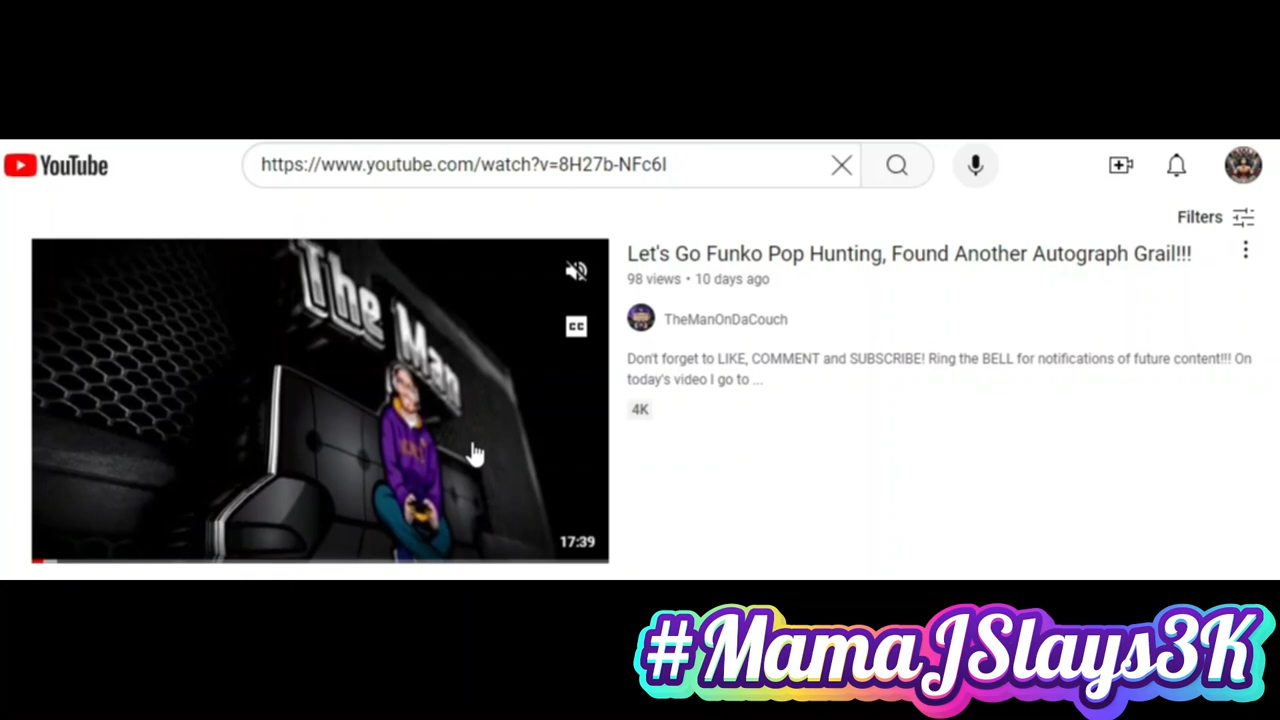 YouTube
https://www.youtube.com/watch?v=8H27b-NFc6I
Filters
The Man
CC
17:39
Let's Go Funko Pop Hunting, Found Another Autograph Grail!!!
98 views • 10 days ago
TheManOnDaCouch
Don't forget to LIKE, COMMENT and SUBSCRIBE! Ring the BELL for notifications of future content!!! On
today's video I go to ...
4K
#MamaJSlays3K